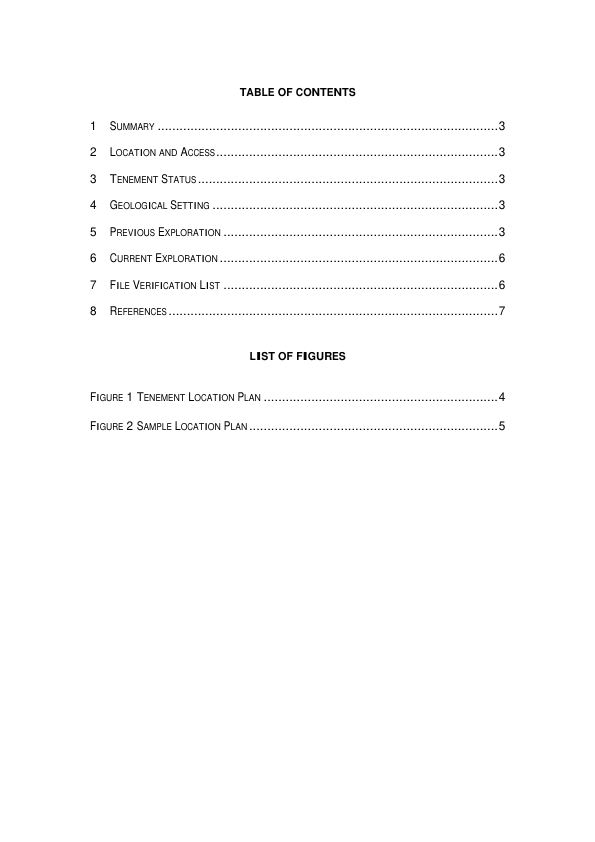 TABLE OF CONTENTS
1 SUMMARY ..........................................................................................3
2 LOCATION AND ACCESS..........................................................................3
3 TENEMENT STATUS...............................................................................3
4 GEOLOGICAL SETTING ...........................................................................3
5 PREVIOUS EXPLORATION .........................................................................3
6 CURRENT EXPLORATION..........................................................................6
7 FILE VERIFICATION LIST .........................................................................6
8 REFERENCES.......................................................................................7
LIST OF FIGURES
FIGURE 1 TENEMENT LOCATION PLAN ..............................................................4
FIGURE 2 SAMPLE LOCATION PLAN..................................................................5